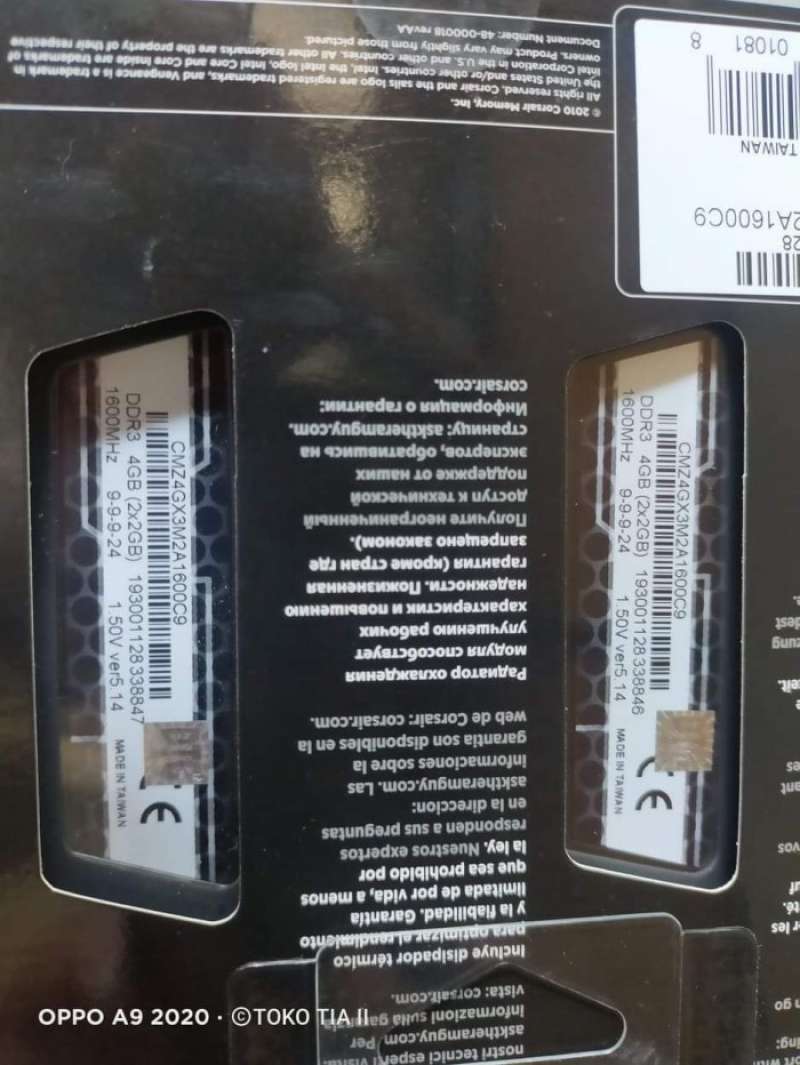 © 2010 Corsair Memory, Inc.
All rights reserved. Corsair and the sails logo are registered trademarks, and Vengeance is a trademark in
the United States and/or other countries. Intel, the Intel logo, Intel Core and Core Inside are trademarks of
Intel Corporation in the U.S. and other countries. All other trademarks are the property of their respective
owners. Product may vary slightly from those pictured.
Document Number: 48-000018 revAA
28
2A1600C9
TAIWAN
01081 8
CMZ4GX3M2A1600C9
DDR3 4GB (2x2GB) 193001128338847
1600MHz 9-9-9-24 1.50V ver5.14
MADE IN TAIWAN
CE
CMZ4GX3M2A1600C9
DDR3 4GB (2x2GB) 193001128338846
1600MHz 9-9-9-24 1.50V ver5.14
MADE IN TAIWAN
CE
nostri tecnici esperti
asktheramguy.com. Per
informazioni sulla
vista: corsair.com.
Incluye disipador térmico
para optimizar el rendimiento
y la fiabilidad. Garantía
limitada de por vida, a menos
que sea prohibido por
la ley. Nuestros expertos
responden a sus preguntas
en la direccion:
asktheramguy.com. Las
informaciones sobre la
garantia son disponibles en la
web de Corsair: corsair.com.
Радиатор охлаждения
модуля способствует
улучшению рабочих
характеристик и повышению
надежности. Пожизненная
гарантия (кроме стран где
запрещено законом).
Получите неограниченный
доступ к технической
поддержке от наших
экспертов, обратившись на
страницу: asktheramguy.com.
Информация о гарантии:
corsair.com.
OPPO A9 2020 · ©TOKO TIA II